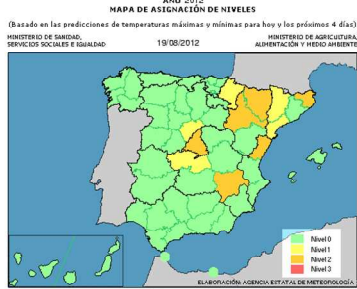 AÑO 2012
MAPA DE ASIGNACIÓN DE NIVELES
(Basado en las predicciones de temperaturas máximas y mínimas para hoy y los próximos 4 días)
MINISTERIO DE SANIDAD,
SERVICIOS SOCIALES E IGUALDAD
19/08/2012
MINISTERIO DE AGRICULTURA,
ALIMENTACIÓN Y MEDIO AMBIENTE
Nivel 0
Nivel 1
Nivel 2
Nivel 3
ELABORACIÓN: AGENCIA ESTATAL DE METEOROLOGÍA